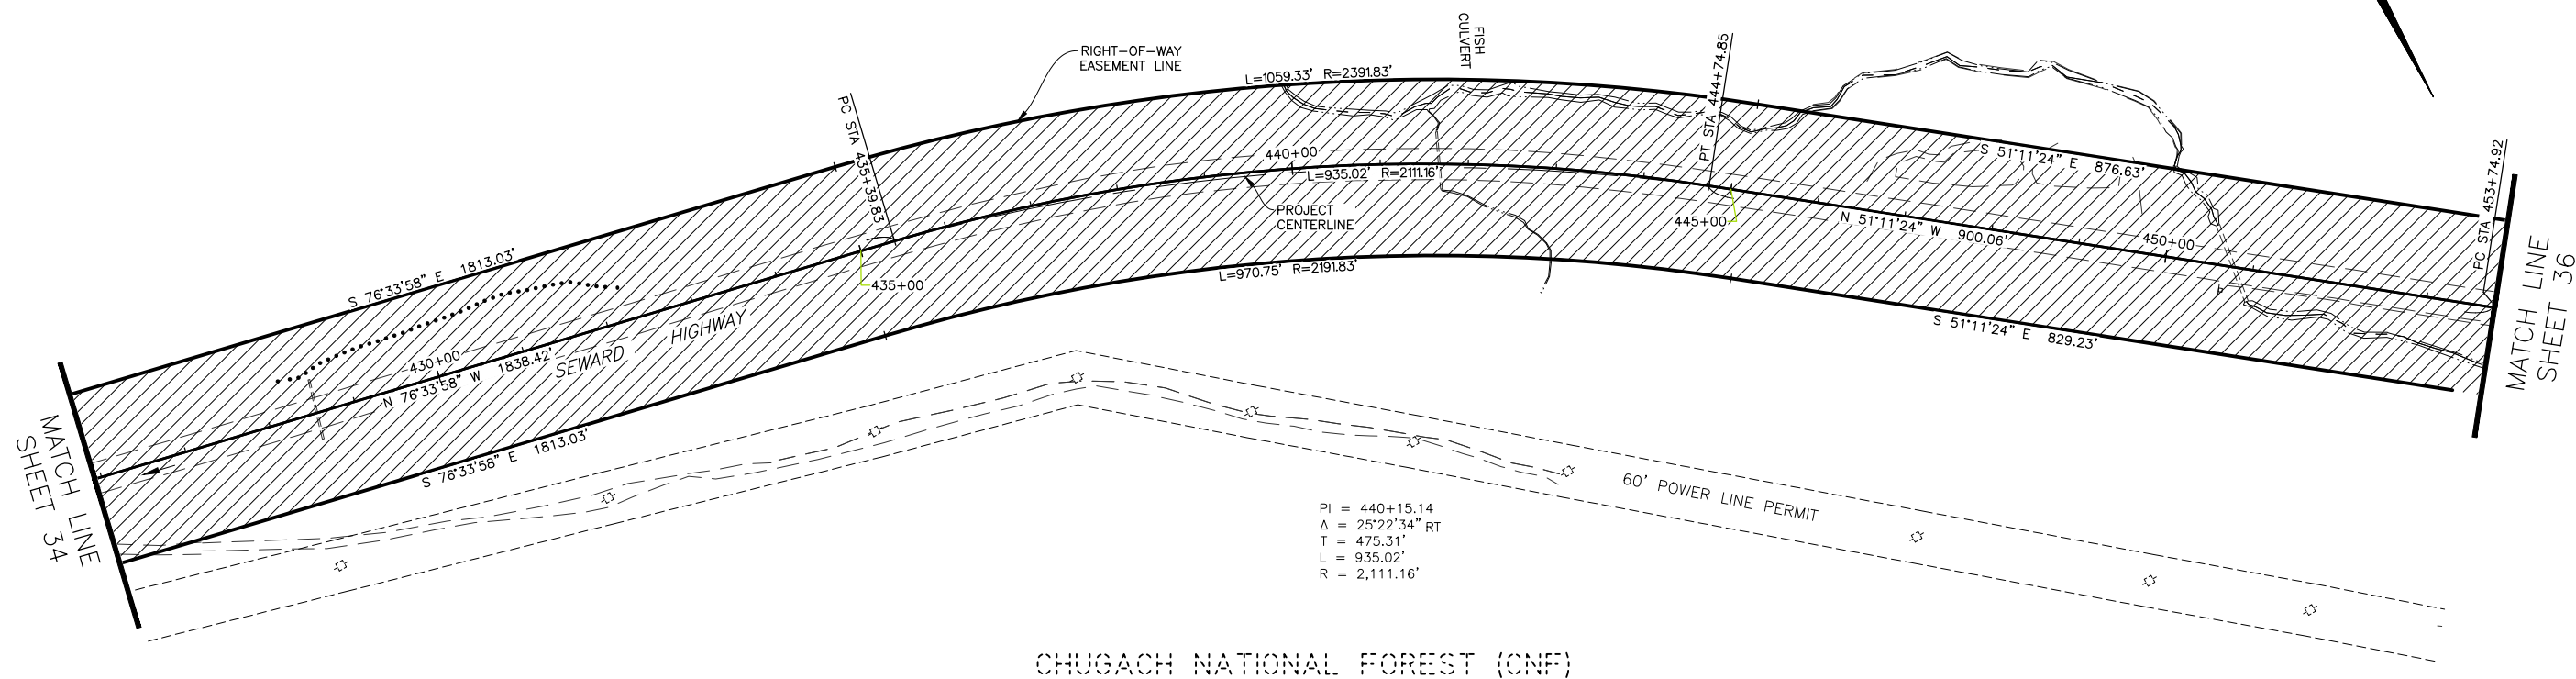 FISH
CULVERT
RIGHT-OF-WAY
EASEMENT LINE
L=1059.33' R=2391.83'
PT STA 444+74.85
PC STA 435+39.83
440+00
L=935.02' R=2111.16'
PROJECT
CENTERLINE
S 51°11'24" E 876.63'
445+00
N 51°11'24" W 900.06'
450+00
PC STA 453+74.92
MATCH LINE
SHEET 36
S 76°33'58" E 1813.03'
435+00
L=970.75' R=2191.83'
S 51°11'24" E 829.23'
430+00
N 76°33'58" W 1838.42'
SEWARD HIGHWAY
MATCH LINE
SHEET 34
S 76°33'58" E 1813.03'
60' POWER LINE PERMIT
PI = 440+15.14
Δ = 25°22'34" RT
T = 475.31'
L = 935.02'
R = 2,111.16'
CHUGACH NATIONAL FOREST (CNF)